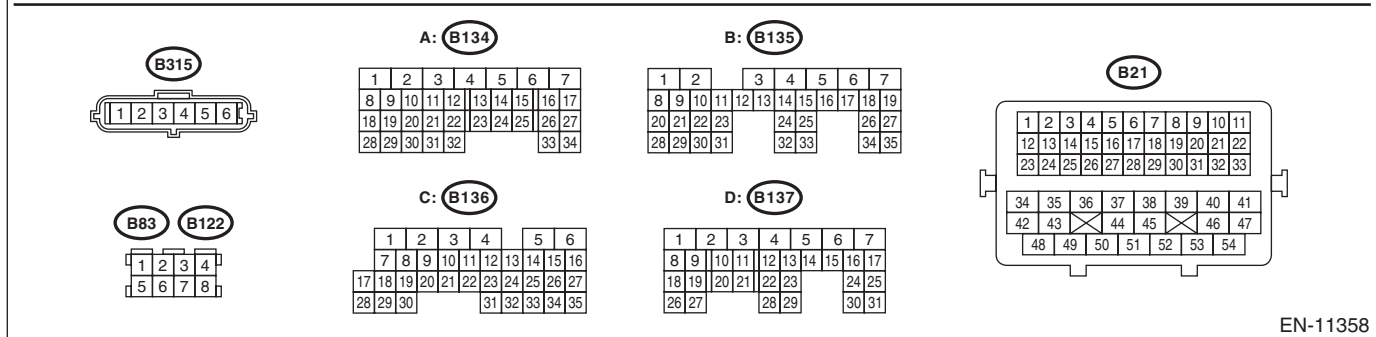 B315
1 2 3 4 5 6
B83 B122
1 2 3 4
5 6 7 8
A: B134
1 2 3 4 5 6 7
8 9 10 11 12 13 14 15 16 17
18 19 20 21 22 23 24 25 26 27
28 29 30 31 32 33 34
C: B136
1 2 3 4 5 6
7 8 9 10 11 12 13 14 15 16
17 18 19 20 21 22 23 24 25 26 27
28 29 30 31 32 33 34 35
B: B135
1 2 3 4 5 6 7
8 9 10 11 12 13 14 15 16 17 18 19
20 21 22 23 24 25 26 27
28 29 30 31 32 33 34 35
D: B137
1 2 3 4 5 6 7
8 9 10 11 12 13 14 15 16 17
18 19 20 21 22 23 24 25
26 27 28 29 30 31
B21
1 2 3 4 5 6 7 8 9 10 11
12 13 14 15 16 17 18 19 20 21 22
23 24 25 26 27 28 29 30 31 32 33
34 35 36 37 38 39 40 41
42 43 44 45 46 47
48 49 50 51 52 53 54
EN-11358